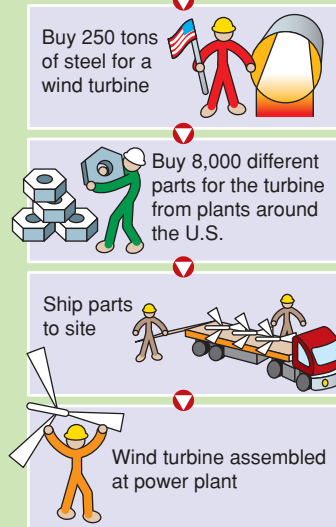 Buy 250 tons
of steel for a
wind turbine
Buy 8,000 different
parts for the turbine
from plants around
the U.S.
Ship parts
to site
Wind turbine assembled
at power plant